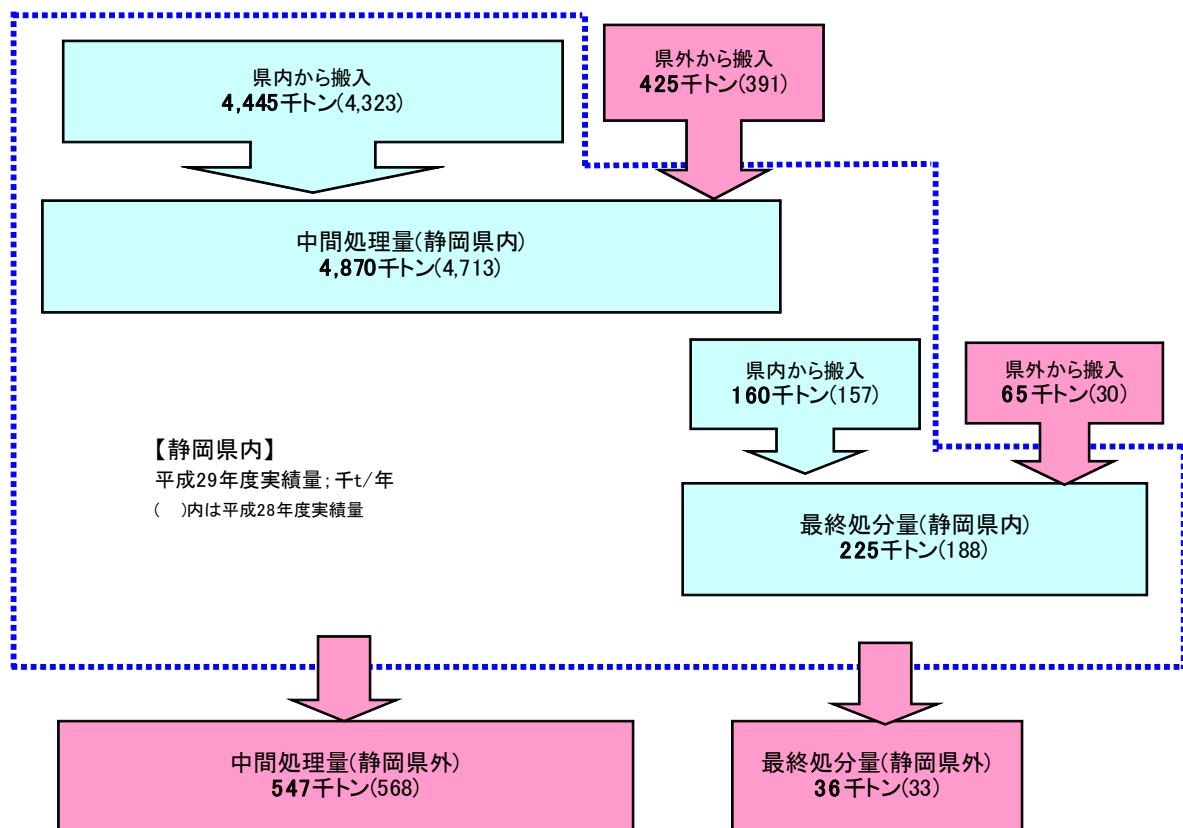 県内から搬入
4,445千トン(4,323)
県外から搬入
425千トン(391)
中間処理量(静岡県内)
4,870千トン(4,713)
県内から搬入
160千トン(157)
県外から搬入
65千トン(30)
【静岡県内】
平成29年度実績量;千t/年
(　)内は平成28年度実績量
最終処分量(静岡県内)
225千トン(188)
中間処理量(静岡県外)
547千トン(568)
最終処分量(静岡県外)
36千トン(33)